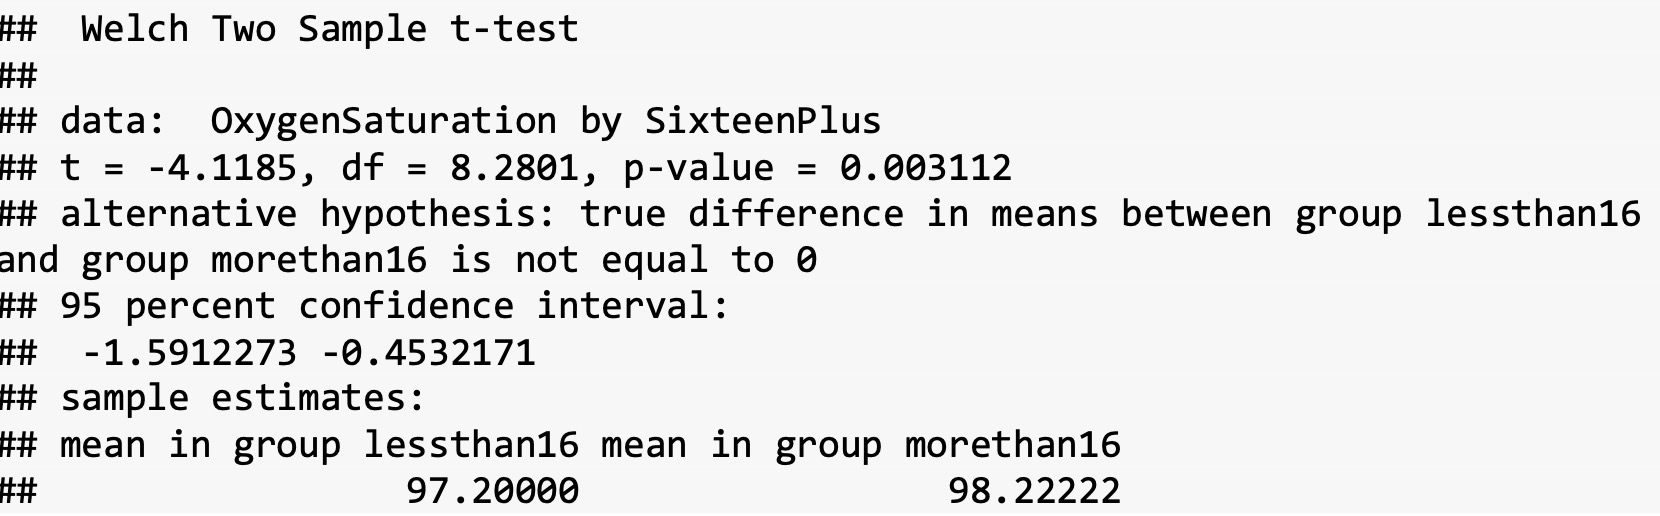 ##  Welch Two Sample t-test
##
## data:  OxygenSaturation by SixteenPlus
## t = -4.1185, df = 8.2801, p-value = 0.003112
## alternative hypothesis: true difference in means between group lessthan16
and group morethan16 is not equal to 0
## 95 percent confidence interval:
##  -1.5912273 -0.4532171
## sample estimates:
## mean in group lessthan16 mean in group morethan16
##                 97.20000                 98.22222